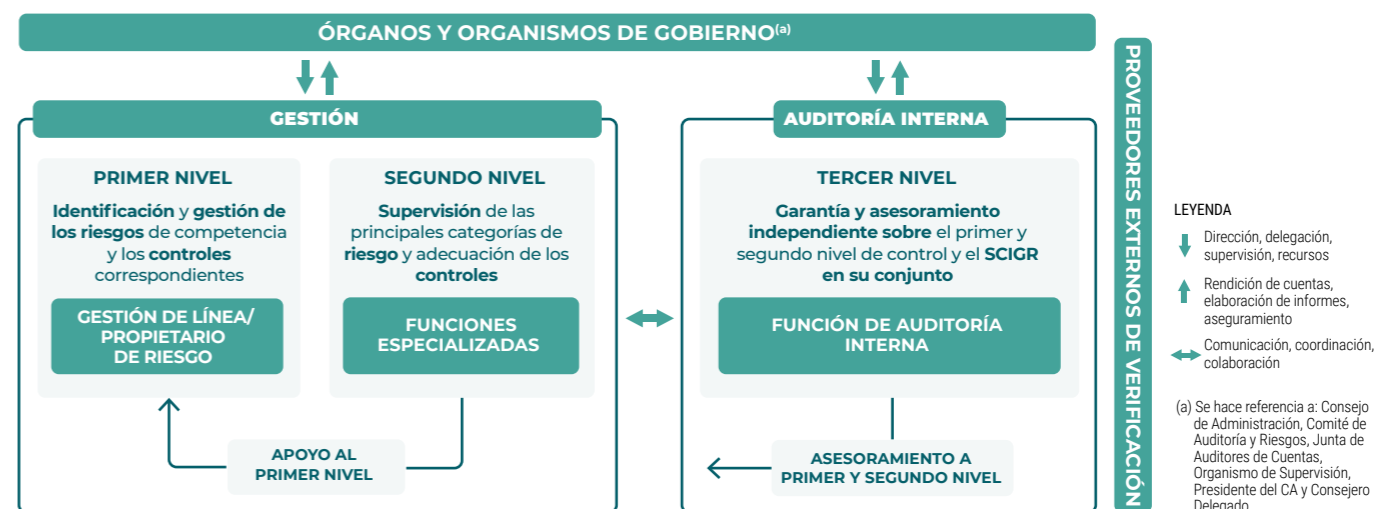 ÓRGANOS Y ORGANISMOS DE GOBIERNO(a)
GESTIÓN
PRIMER NIVEL
Identificación y gestión de
los riesgos de competencia
y los controles
correspondientes
GESTIÓN DE LÍNEA/
PROPIETARIO
DE RIESGO
SEGUNDO NIVEL
Supervisión de las
principales categorías de
riesgo y adecuación de los
controles
FUNCIONES
ESPECIALIZADAS
APOYO AL
PRIMER NIVEL
AUDITORÍA INTERNA
TERCER NIVEL
Garantía y asesoramiento
independiente sobre el primer y
segundo nivel de control y el SCIGR
en su conjunto
FUNCIÓN DE AUDITORÍA
INTERNA
ASESORAMIENTO A
PRIMER Y SEGUNDO NIVEL
PROVEEDORES EXTERNOS DE VERIFICACIÓN
LEYENDA
Dirección, delegación,
supervisión, recursos
Rendición de cuentas,
elaboración de informes,
aseguramiento
Comunicación, coordinación,
colaboración
(a) Se hace referencia a: Consejo
de Administración, Comité de
Auditoría y Riesgos, Junta de
Auditores de Cuentas,
Organismo de Supervisión,
Presidente del CA y Consejero
Delegado